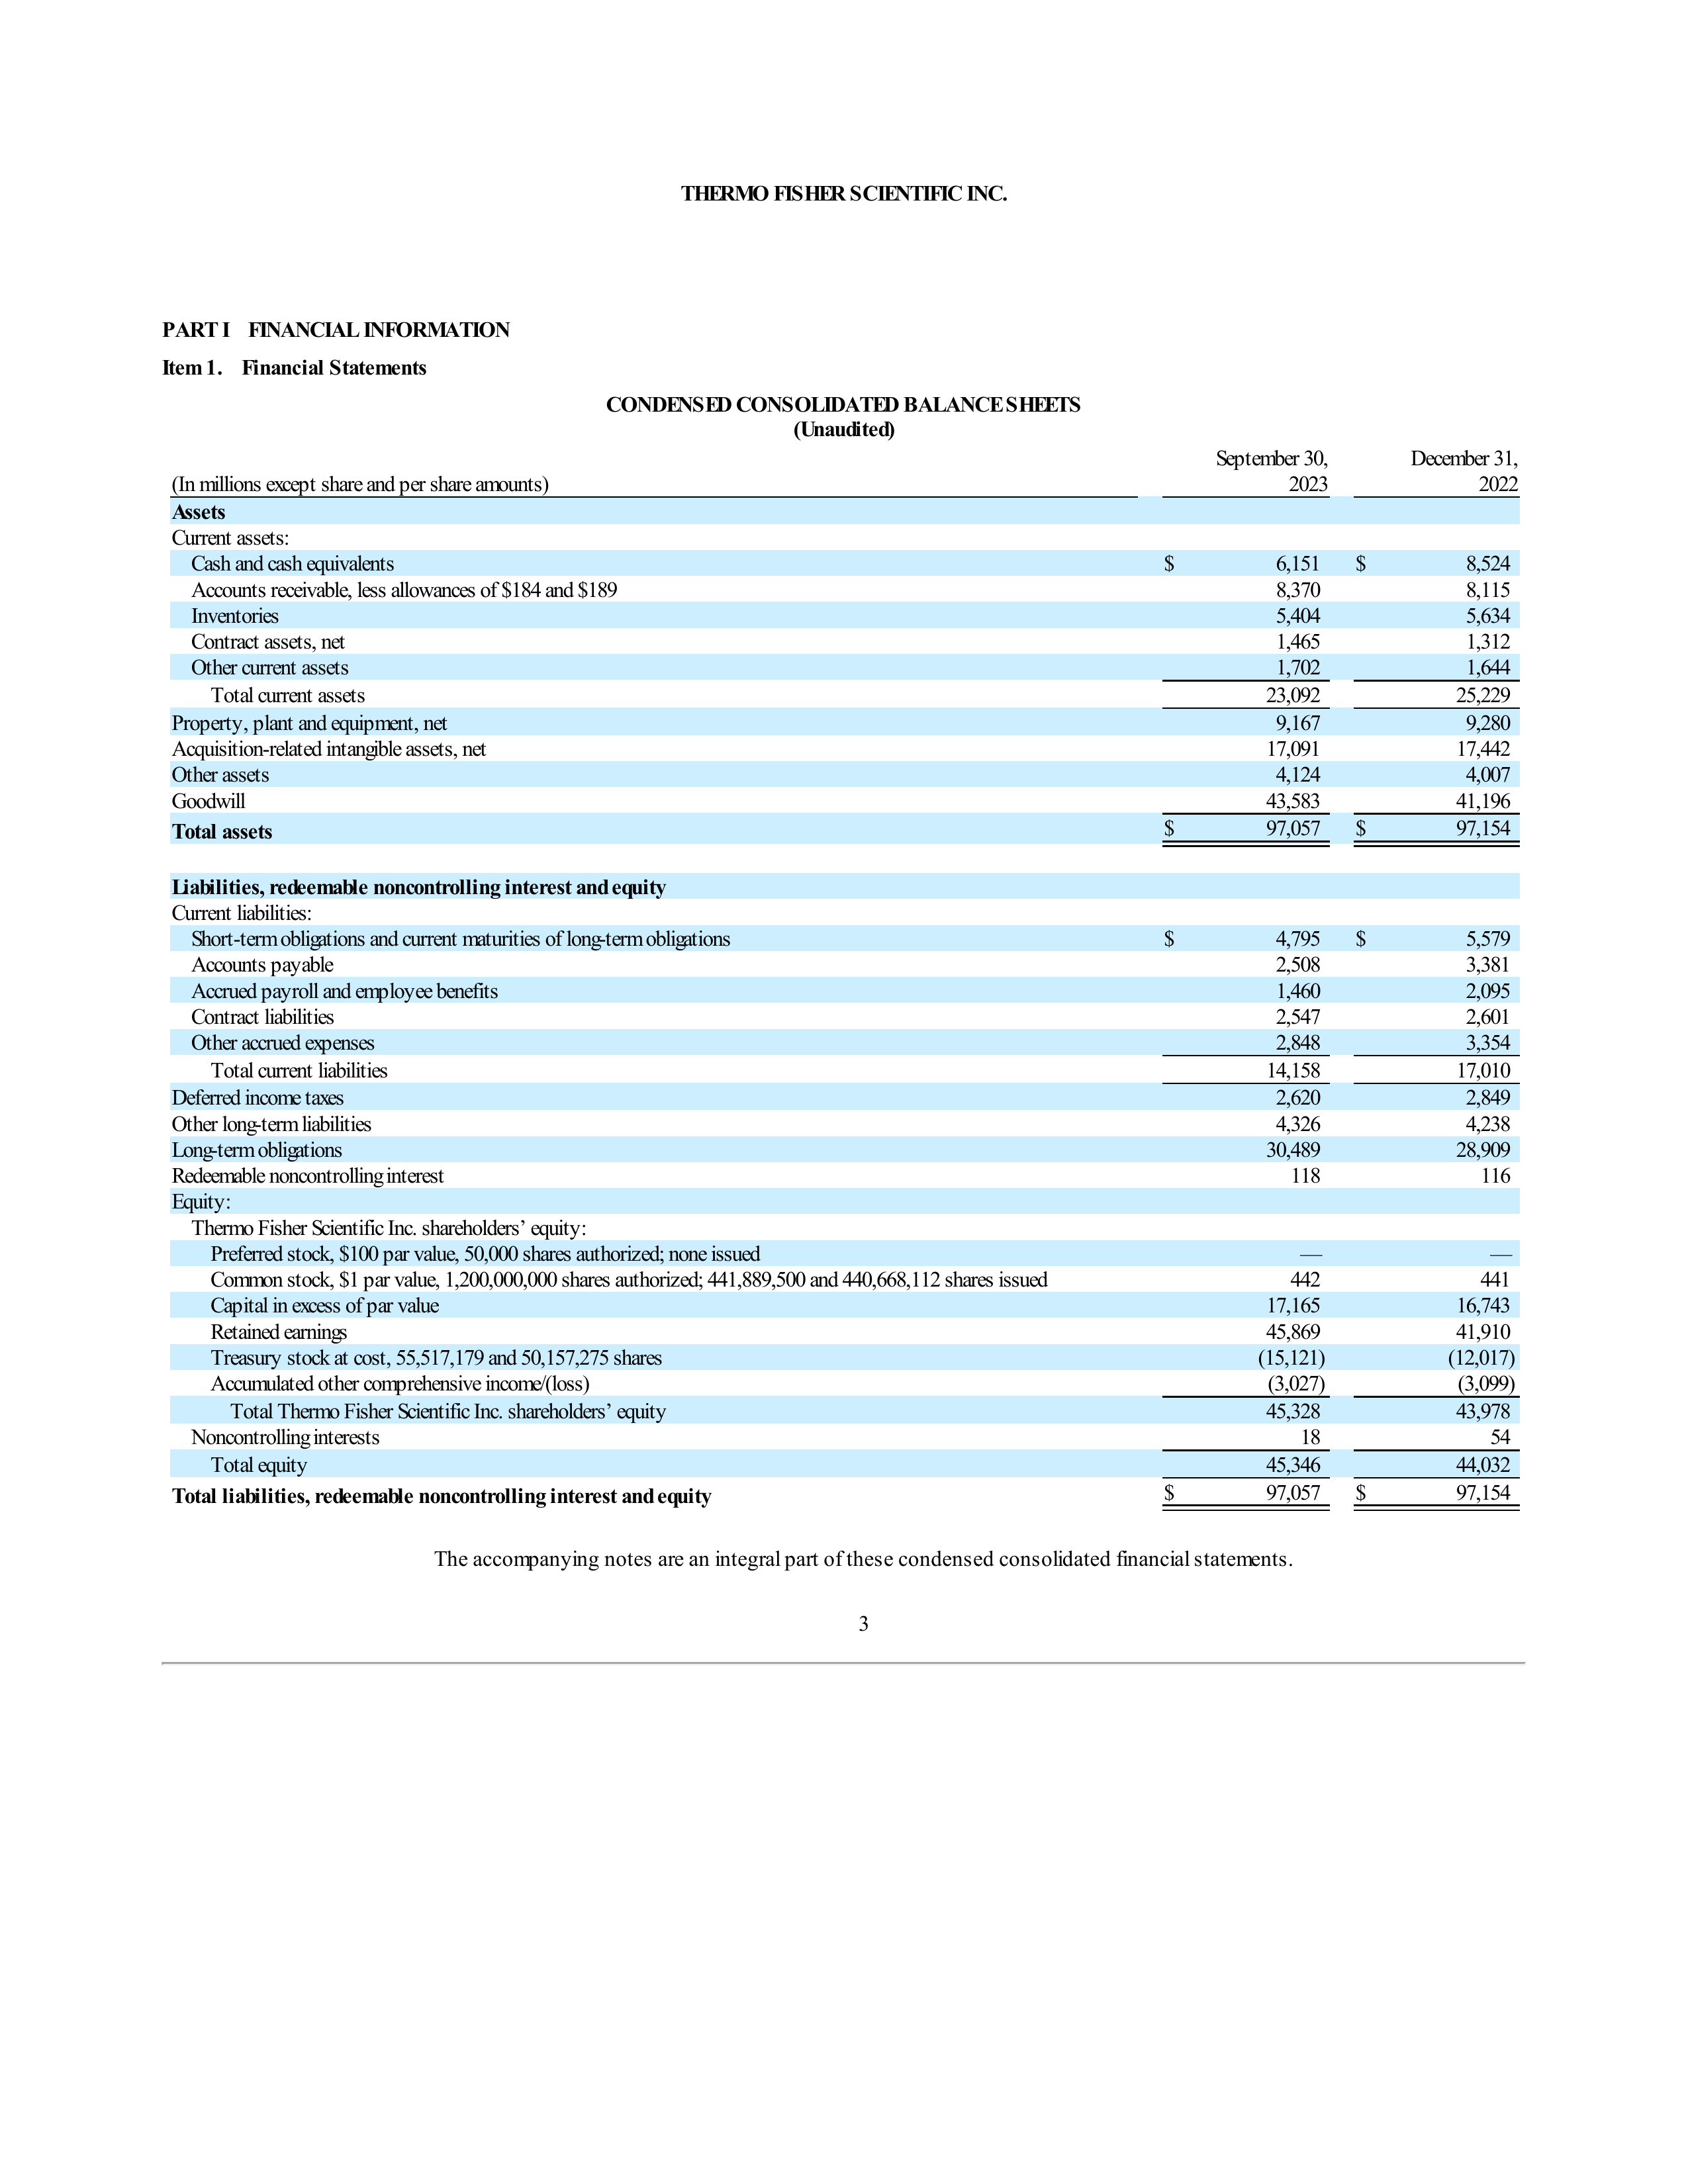 THERMO FISHER SCIENTIFIC INC.
PART I FINANCIAL INFORMATION
Item 1. Financial Statements
CONDENSED CONSOLIDATED BALANCE SHEETS
(Unaudited)
September 30, December 31,
(In millions except share and per share amounts) 2023 2022
Assets
Current assets:
Cash and cash equivalents $ 6,151 $ 8,524
Accounts receivable, less allowances of $184 and $189 8,370 8,115
Inventories 5,404 5,634
Contract assets, net 1,465 1,312
Other current assets 1,702 1,644
Total current assets 23,092 25,229
Property, plant and equipment, net 9,167 9,280
Acquisition-related intangible assets, net 17,091 17,442
Other assets 4,124 4,007
Goodwill 43,583 41,196
Total assets $ 97,057 $ 97,154
Liabilities, redeemable noncontrolling interest and equity
Current liabilities:
Short-term obligations and current maturities of long-term obligations $ 4,795 $ 5,579
Accounts payable 2,508 3,381
Accrued payroll and employee benefits 1,460 2,095
Contract liabilities 2,547 2,601
Other accrued expenses 2,848 3,354
Total current liabilities 14,158 17,010
Deferred income taxes 2,620 2,849
Other long-term liabilities 4,326 4,238
Long-term obligations 30,489 28,909
Redeemable noncontrolling interest 118 116
Equity:
Thermo Fisher Scientific Inc. shareholders’ equity:
Preferred stock, $100 par value, 50,000 shares authorized; none issued — —
Common stock, $1 par value, 1,200,000,000 shares authorized; 441,889,500 and 440,668,112 shares issued 442 441
Capital in excess of par value 17,165 16,743
Retained earnings 45,869 41,910
Treasury stock at cost, 55,517,179 and 50,157,275 shares (15,121) (12,017)
Accumulated other comprehensive income/(loss) (3,027) (3,099)
Total Thermo Fisher Scientific Inc. shareholders’ equity 45,328 43,978
Noncontrolling interests 18 54
Total equity 45,346 44,032
Total liabilities, redeemable noncontrolling interest and equity $ 97,057 $ 97,154
The accompanying notes are an integral part of these condensed consolidated financial statements.
3